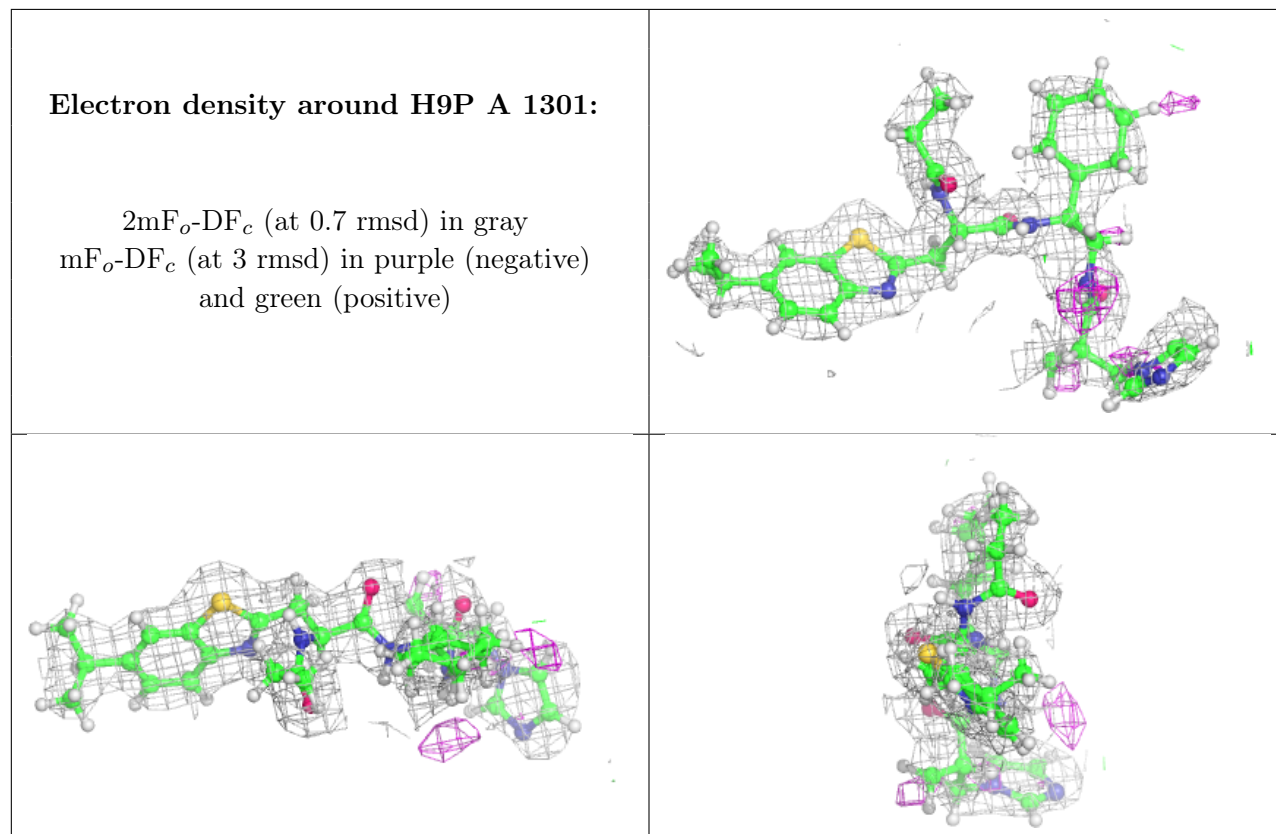 Electron density around H9P A 1301:
2mFo-DFc (at 0.7 rmsd) in gray
mFo-DFc (at 3 rmsd) in purple (negative)
and green (positive)